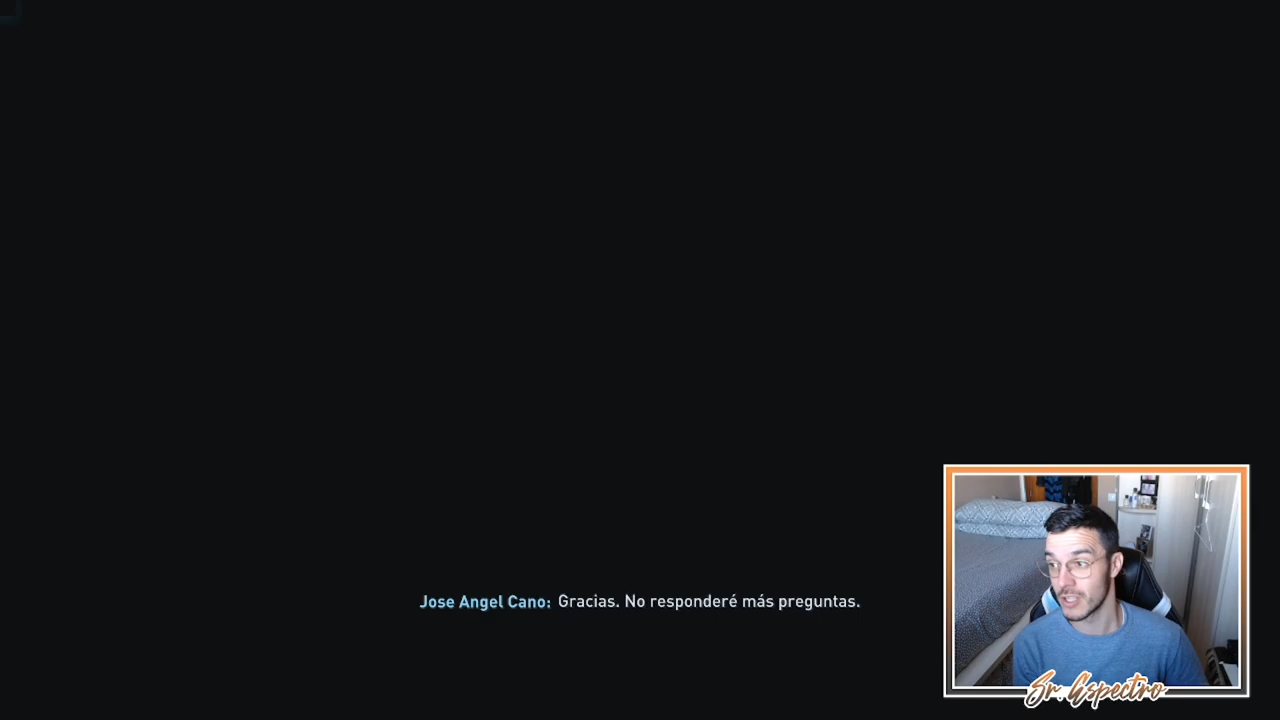 Jose Angel Cano: Gracias. No responderé más preguntas.
Sr. Espectro